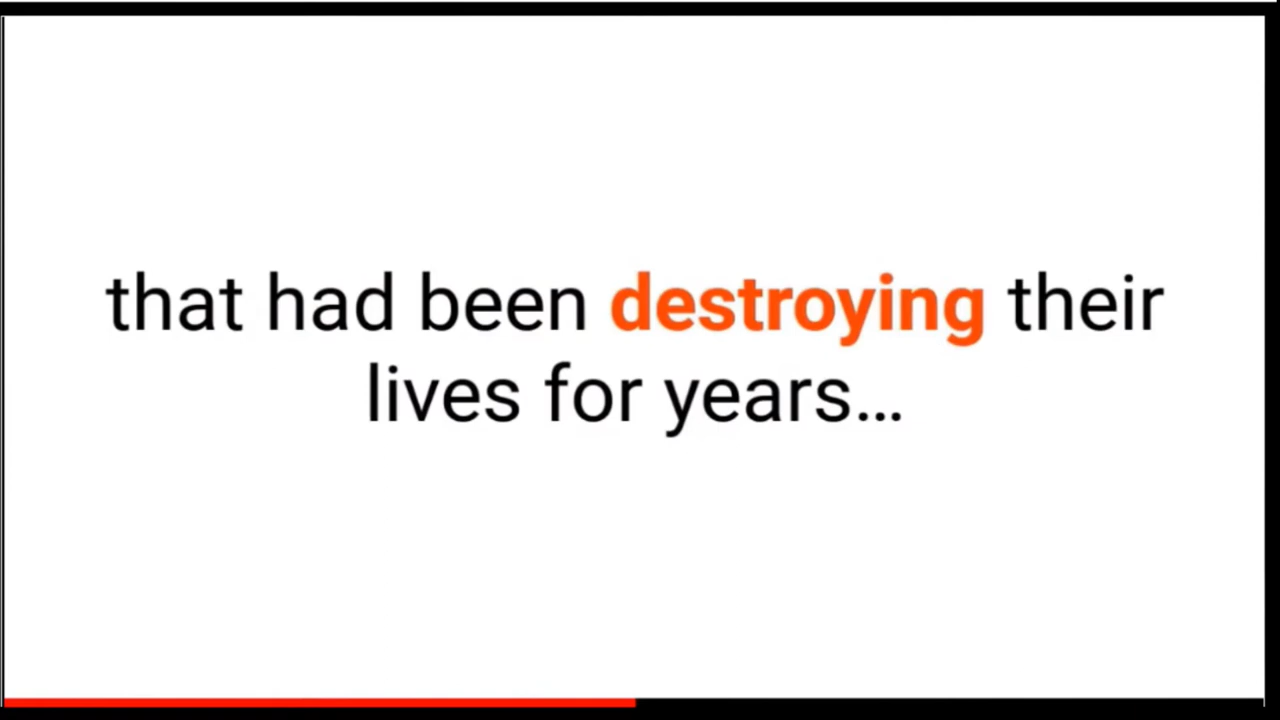 that had been destroying their
lives for years...